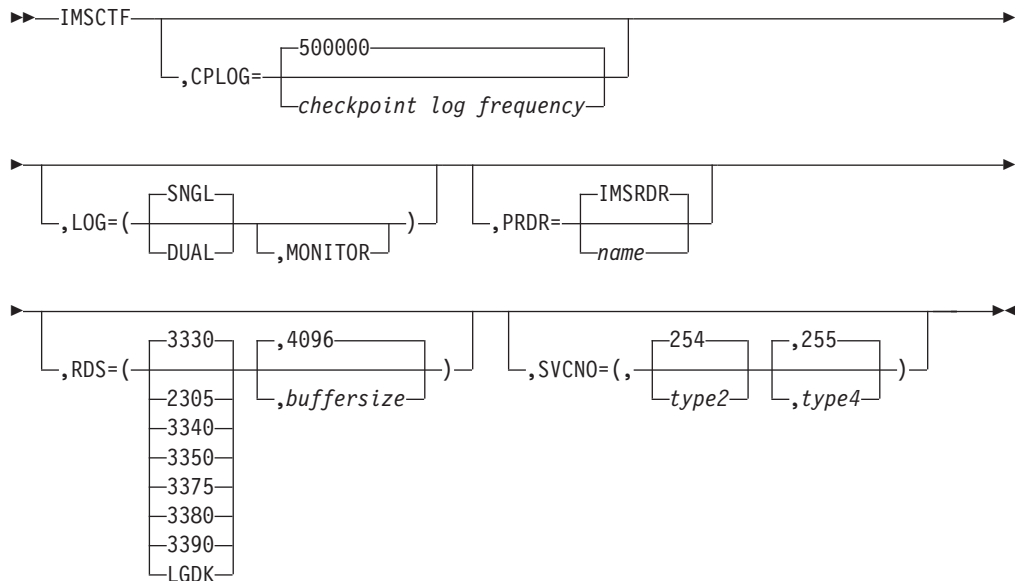 IMSCTF
500000
,CPLOG=
checkpoint log frequency
SNGL
,LOG=(
)
DUAL
,MONITOR
IMSRDR
,PRDR=
name
3330
,4096
,RDS=(
)
2305
,buffersize
3340
3350
3375
3380
3390
LGDK
254
,255
,SVCNO=(,
)
type2
,type4